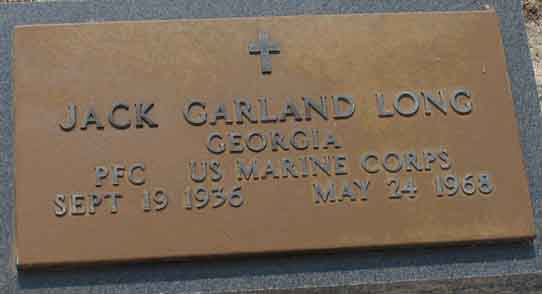 JACK GARLAND LONG
GEORGIA
PFC US MARINE CORPS
SEPT 19 1936 MAY 24 1968